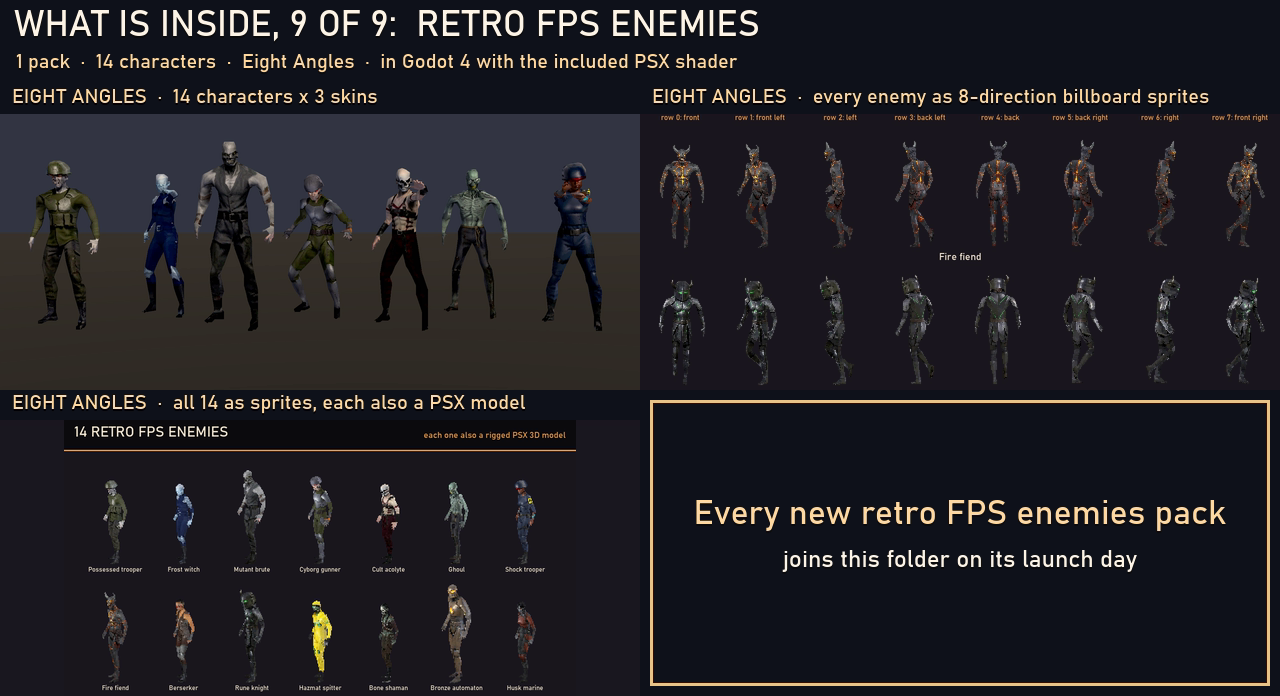 WHAT IS INSIDE, 9 OF 9: RETRO FPS ENEMIES
1 pack · 14 characters · Eight Angles · in Godot 4 with the included PSX shader
EIGHT ANGLES · 14 characters x 3 skins
EIGHT ANGLES · every enemy as 8-direction billboard sprites
row 0: front row 1: front left row 2: left row 3: back left row 4: back row 5: back right row 6: right row 7: front right
Fire fiend
EIGHT ANGLES · all 14 as sprites, each also a PSX model
14 RETRO FPS ENEMIES
each one also a rigged PSX 3D model
Possessed trooper Frost witch Mutant brute Cyborg gunner Cult acolyte Ghoul Shock trooper
Fire fiend Berserker Rune knight Hazmat spitter Bone shaman Bronze automaton Husk marine
Every new retro FPS enemies pack
joins this folder on its launch day